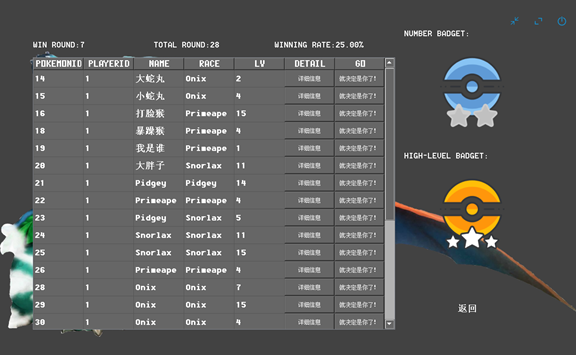 NUMBER BADGET:
WIN ROUND:7 TOTAL ROUND:28 WINNING RATE:25.00%
POKEMONID PLAYERID NAME RACE LV DETAIL GO
14 1 大蛇丸 Onix 2 详细信息 就决定是你了!
15 1 小蛇丸 Onix 4 详细信息 就决定是你了!
16 1 打脸猴 Primeape 15 详细信息 就决定是你了!
18 1 暴躁猴 Primeape 4 详细信息 就决定是你了!
19 1 我是谁 Primeape 1 详细信息 就决定是你了!
20 1 大胖子 Snorlax 11 详细信息 就决定是你了!
21 1 Pidgey Pidgey 14 详细信息 就决定是你了!
22 1 Primeape Primeape 4 详细信息 就决定是你了!
23 1 Pidgey Snorlax 5 详细信息 就决定是你了!
24 1 Snorlax Snorlax 11 详细信息 就决定是你了!
25 1 Snorlax Snorlax 15 详细信息 就决定是你了!
26 1 Primeape Primeape 4 详细信息 就决定是你了!
28 1 Onix Onix 7 详细信息 就决定是你了!
29 1 Onix Onix 15 详细信息 就决定是你了!
30 1 Onix Onix 4 详细信息 就决定是你了!
HIGH-LEVEL BADGET:
返回